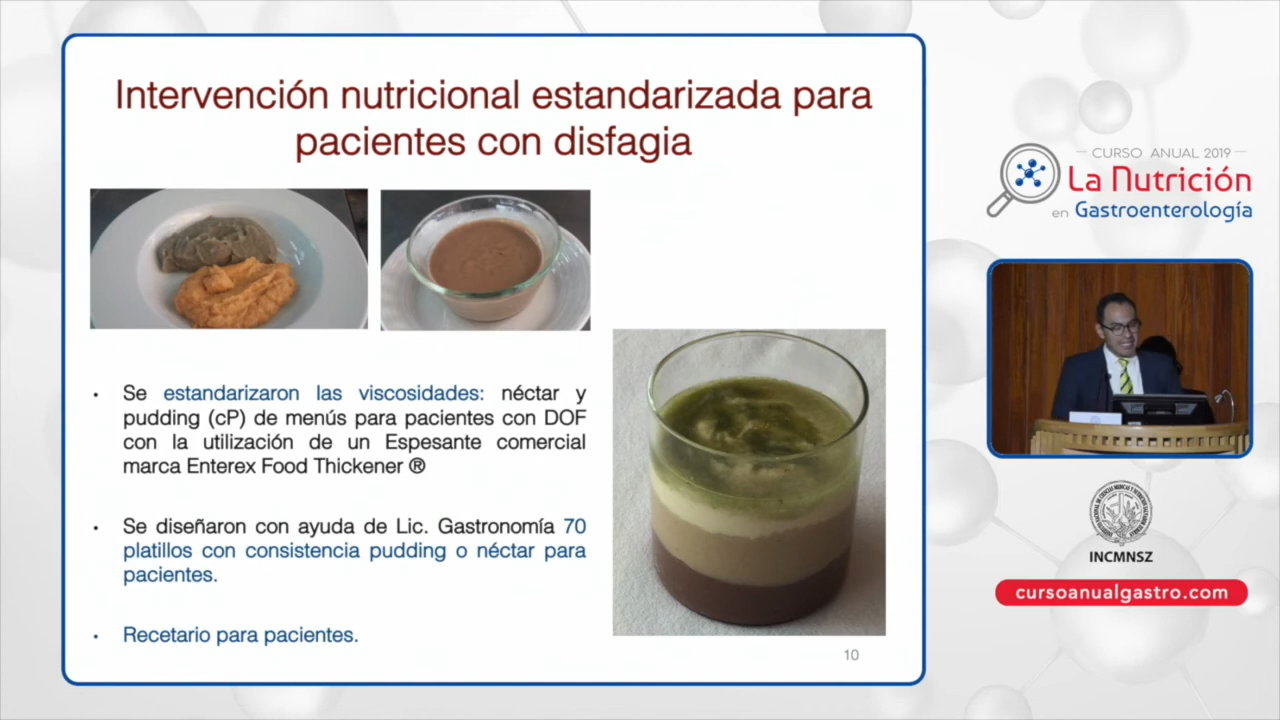 Intervención nutricional estandarizada para
pacientes con disfagia
Se estandarizaron las viscosidades: néctar y
pudding (cP) de menús para pacientes con DOF
con la utilización de un Espesante comercial
marca Enterex Food Thickener ®
Se diseñaron con ayuda de Lic. Gastronomía 70
platillos con consistencia pudding o néctar para
pacientes.
Recetario para pacientes.
10
CURSO ANUAL 2019
La Nutrición
en Gastroenterología
INCMNSZ
cursoanualgastro.com